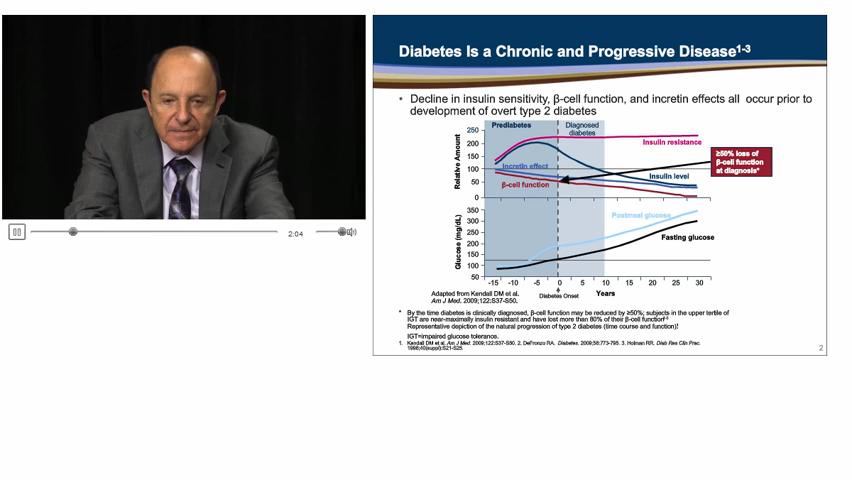 Diabetes Is a Chronic and Progressive Disease1-3
• Decline in insulin sensitivity, β-cell function, and incretin effects all occur prior to
development of overt type 2 diabetes
Prediabetes
Diagnosed
diabetes
Relative Amount
250
200
150
100
50
0
Insulin resistance
Incretin effect
β-cell function
Insulin level
≥50% loss of
β-cell function
at diagnosis*
Glucose (mg/dL)
350
300
250
200
150
100
50
Postmeal glucose
Fasting glucose
-15 -10 -5 0 5 10 15 20 25 30
Diabetes Onset
Years
Adapted from Kendall DM et al.
Am J Med. 2009;122:S37-S50.
* By the time diabetes is clinically diagnosed, β-cell function may be reduced by ≥50%; subjects in the upper tertile of
IGT are near-maximally insulin resistant and have lost more than 80% of their β-cell function
Representative depiction of the natural progression of type 2 diabetes (time course and function)
IGT=impaired glucose tolerance.
1. Kendall DM et al. Am J Med. 2009;122:S37-S50. 2. DeFronzo RA. Diabetes. 2009;58:773-795. 3. Holman RR. Diab Res Clin Prac.
1998;40(suppl):S21-S25.
2
2:04